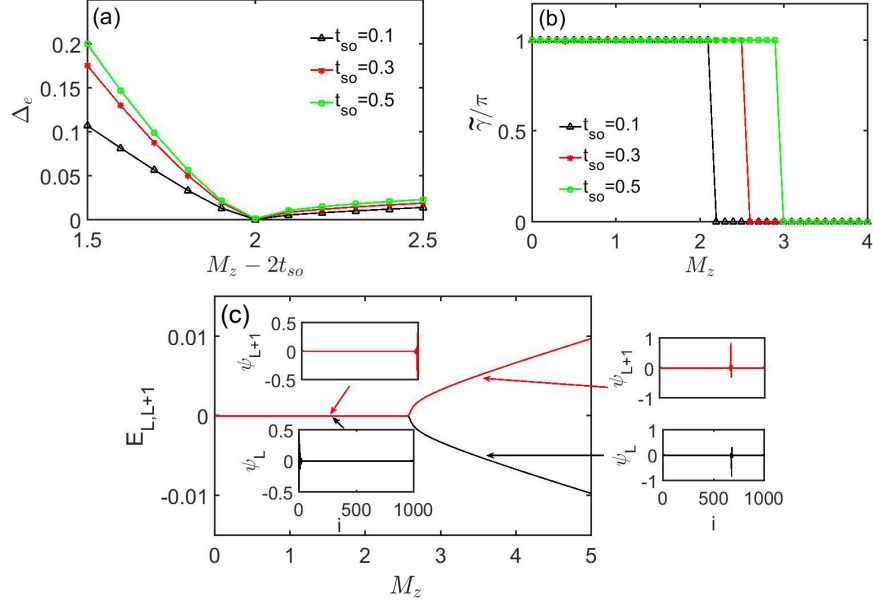 (a)
t_so=0.1
t_so=0.3
t_so=0.5
0.2
0.15
0.1
0.05
0
Δ_e
1.5 2 2.5
M_z − 2t_so
(b)
1
0.5
0
γ̃/π
t_so=0.1
t_so=0.3
t_so=0.5
0 1 2 3 4
M_z
(c)
0.01
0
-0.01
E_L,L+1
0 1 2 3 4 5
M_z
0.5
0
-0.5
ψ_L+1
0.5
0
-0.5
ψ_L
0 500 1000
i
1
0
-1
ψ_L+1
1
0
-1
ψ_L
0 500 1000
i